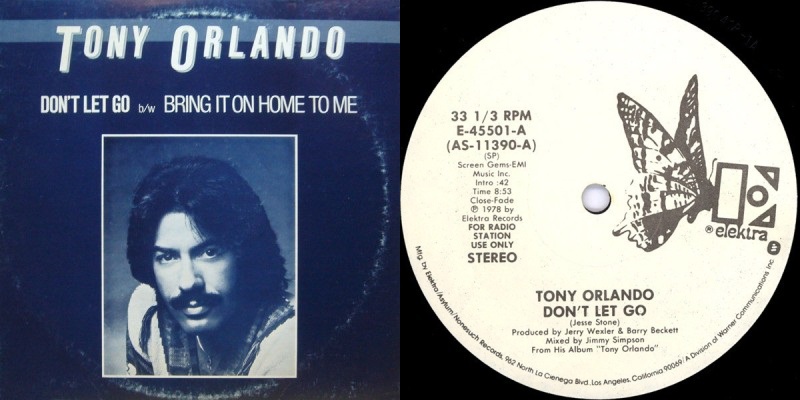 TONY ORLANDO
DON'T LET GO b/w BRING IT ON HOME TO ME
33 1/3 RPM
E-45501-A
(AS-11390-A)
(SP)
Screen Gems-EMI
Music Inc.
Intro :42
Time 8:53
Close-Fade
℗ 1978 by
Elektra Records
FOR RADIO
STATION
USE ONLY
STEREO
® elektra
TONY ORLANDO
DON'T LET GO
(Jesse Stone)
Produced by Jerry Wexler & Barry Beckett
Mixed by Jimmy Simpson
From His Album "Tony Orlando"
Mfg. by Elektra/Asylum/Nonesuch Records, 962 North La Cienega Blvd., Los Angeles, California 90069/A Division of Warner Communications Inc.